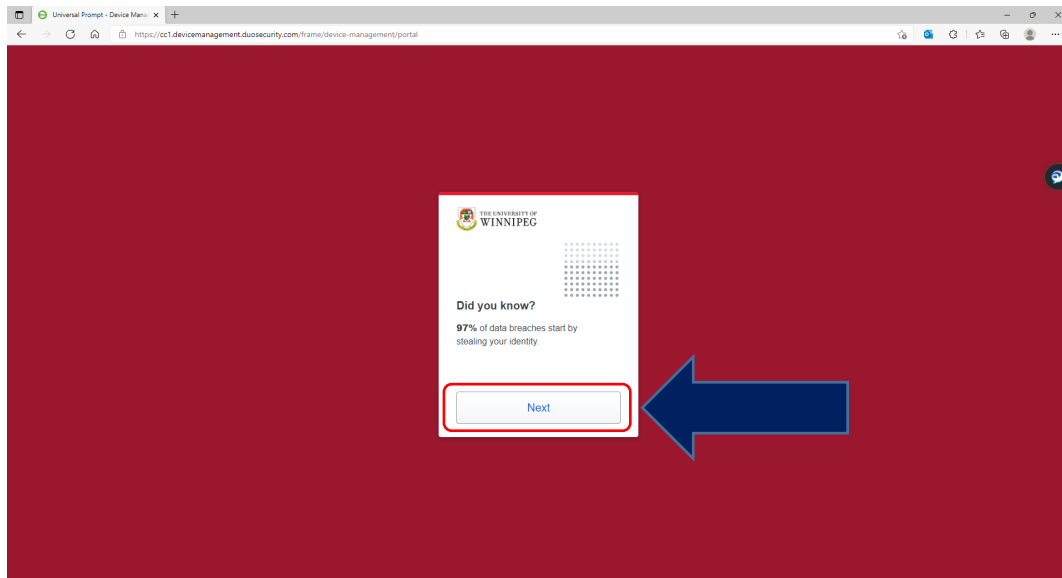 Universal Prompt - Device Mana
https://cc1.devicemanagement.duosecurity.com/frame/device-management/portal
THE UNIVERSITY OF
WINNIPEG
Did you know?
97% of data breaches start by
stealing your identity.
Next